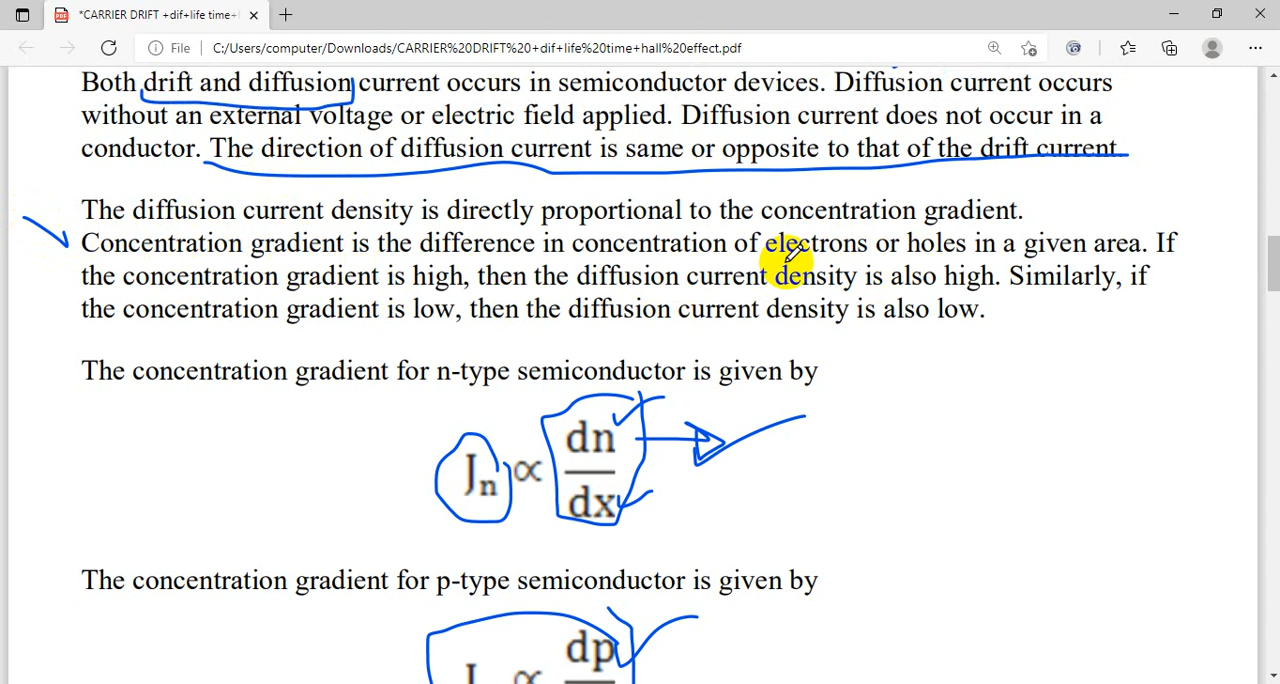 *CARRIER DRIFT +dif+life time+
File C:/Users/computer/Downloads/CARRIER%20DRIFT%20+dif+life%20time+hall%20effect.pdf
Both drift and diffusion current occurs in semiconductor devices. Diffusion current occurs
without an external voltage or electric field applied. Diffusion current does not occur in a
conductor. The direction of diffusion current is same or opposite to that of the drift current.
The diffusion current density is directly proportional to the concentration gradient.
Concentration gradient is the difference in concentration of electrons or holes in a given area. If
the concentration gradient is high, then the diffusion current density is also high. Similarly, if
the concentration gradient is low, then the diffusion current density is also low.
The concentration gradient for n-type semiconductor is given by
Jn ∝ dn/dx
The concentration gradient for p-type semiconductor is given by
J ∝ dp